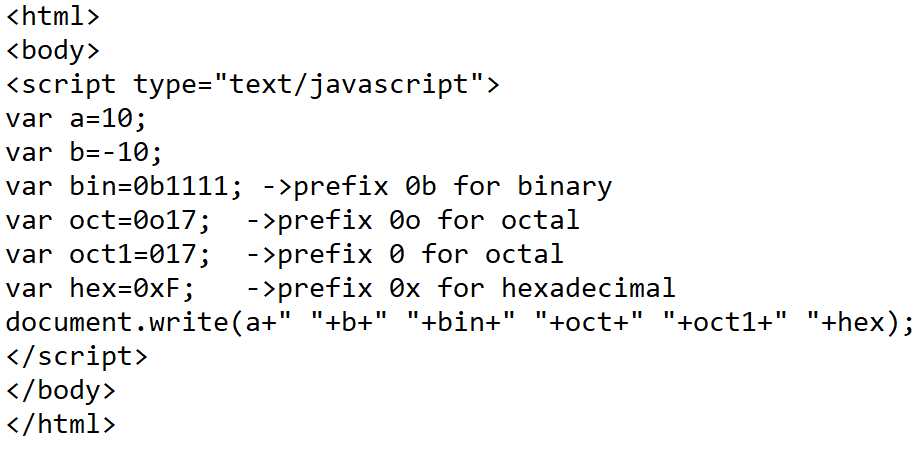 <html>
<body>
<script type="text/javascript">
var a=10;
var b=-10;
var bin=0b1111; ->prefix 0b for binary
var oct=0o17;  ->prefix 0o for octal
var oct1=017;  ->prefix 0 for octal
var hex=0xF;   ->prefix 0x for hexadecimal
document.write(a+" "+b+" "+bin+" "+oct+" "+oct1+" "+hex);
</script>
</body>
</html>